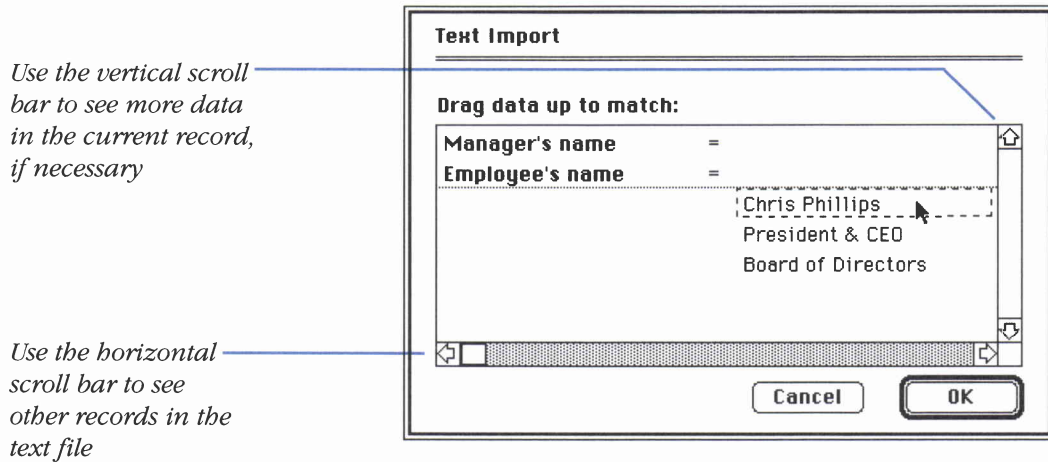 Text Import
Use the vertical scroll
bar to see more data
in the current record,
if necessary
Drag data up to match:
Manager's name =
Employee's name =
Chris Phillips
President & CEO
Board of Directors
Use the horizontal
scroll bar to see
other records in the
text file
Cancel OK